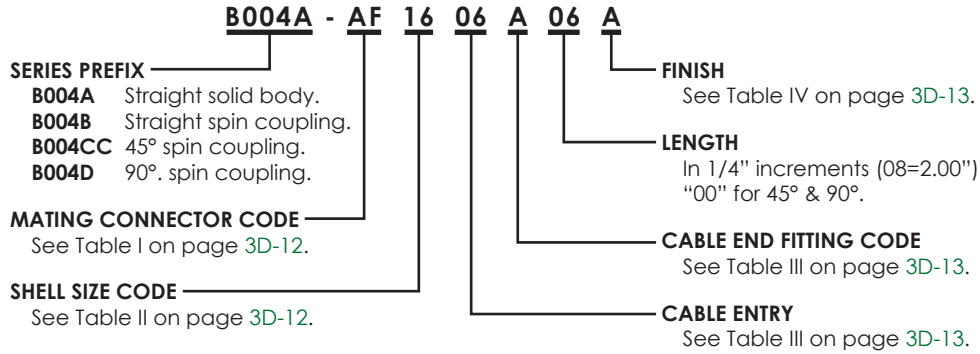 B004A - AF 16 06 A 06 A
SERIES PREFIX
B004A Straight solid body.
B004B Straight spin coupling.
B004CC 45° spin coupling.
B004D 90°. spin coupling.
MATING CONNECTOR CODE
See Table I on page 3D-12.
SHELL SIZE CODE
See Table II on page 3D-12.
FINISH
See Table IV on page 3D-13.
LENGTH
In 1/4” increments (08=2.00”)
“00” for 45° & 90°.
CABLE END FITTING CODE
See Table III on page 3D-13.
CABLE ENTRY
See Table III on page 3D-13.